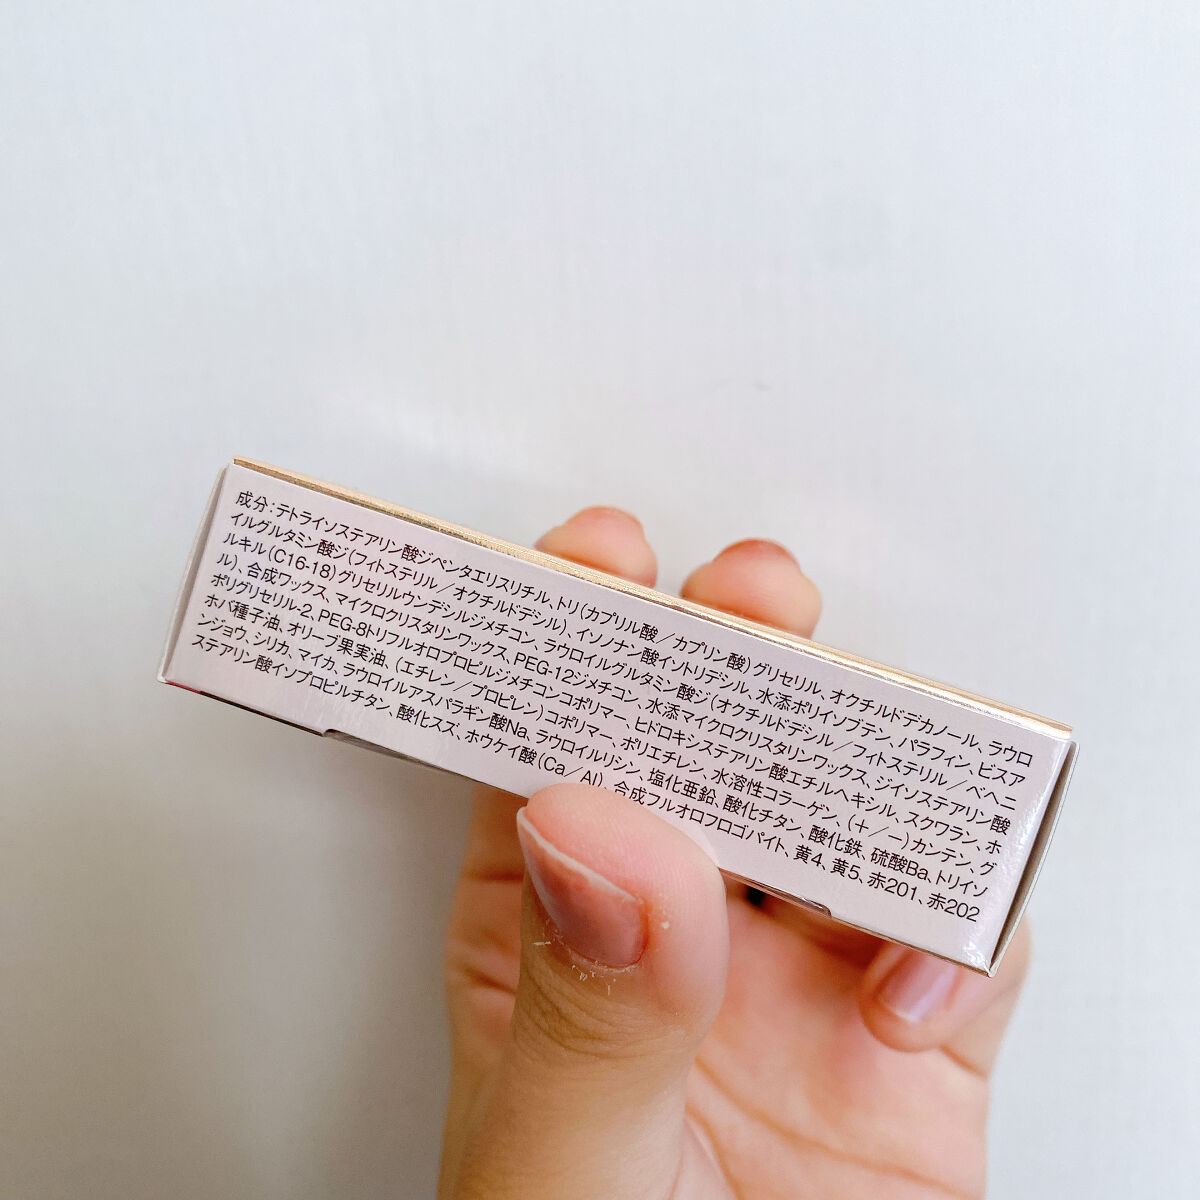 成分：テトライソステアリン酸ジペンタエリスリチル、トリ（カプリル酸／カプリン酸）グリセリル、オクチルドデカノール、ラウロ
イルグルタミン酸ジ（フィトステリル／オクチルドデシル）、イソノナン酸イソトリデシル、水添ポリイソブテン、パラフィン、ビスア
ルキル（C16-18）グリセリルウンデシルジメチコン、ラウロイルグルタミン酸ジ（オクチルドデシル／フィトステリル／ベヘニ
ル）、合成ワックス、マイクロクリスタリンワックス、PEG-12ジメチコン、水添マイクロクリスタリンワックス、ジイソステアリン酸
ポリグリセリル-2、PEG-8トリフルオロプロピルジメチコンコポリマー、ヒドロキシステアリン酸エチルヘキシル、スクワラン、ホ
ホバ種子油、オリーブ果実油、（エチレン／プロピレン）コポリマー、ポリエチレン、水溶性コラーゲン、（＋／－）カンテン、グ
ンジョウ、シリカ、マイカ、ラウロイルアスパラギン酸Na、ラウロイルリシン、塩化亜鉛、酸化チタン、酸化鉄、硫酸Ba、トリイソ
ステアリン酸イソプロピルチタン、酸化スズ、ホウケイ酸（Ca／Al）、合成フルオロフロゴパイト、黄4、黄5、赤201、赤202